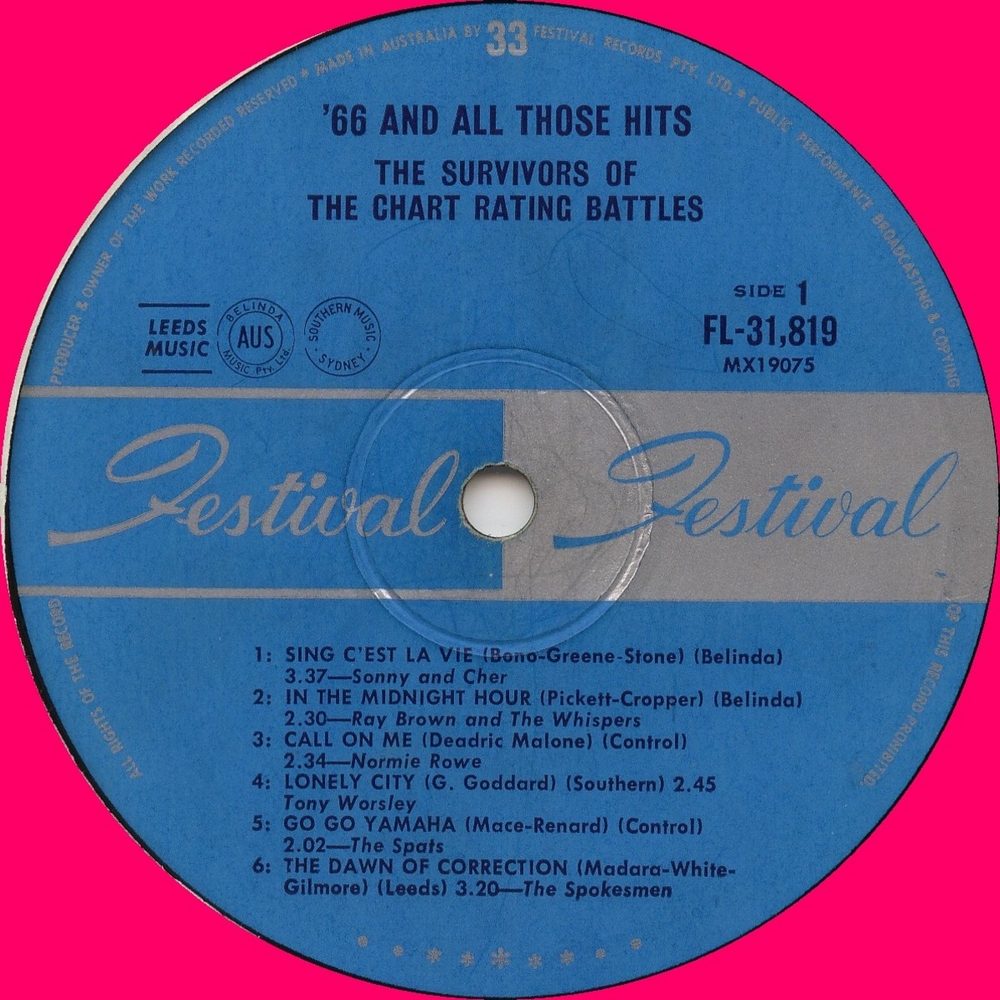 PRODUCER & OWNER OF THE WORK RECORDED RESERVED * MADE IN AUSTRALIA BY 33 FESTIVAL RECORDS PTY. LTD. * PUBLIC PERFORMANCE BROADCASTING & COPYING
'66 AND ALL THOSE HITS
THE SURVIVORS OF
THE CHART RATING BATTLES
LEEDS
MUSIC
BELINDA
AUS
MUSIC Pty. Ltd.
SOUTHERN MUSIC
• SYDNEY •
SIDE 1
FL-31,819
MX19075
Festival Festival
ALL RIGHTS OF THE RECORD
OF THIS RECORD PROHIBITED.
1: SING C'EST LA VIE (Bono-Greene-Stone) (Belinda)
3.37—Sonny and Cher
2: IN THE MIDNIGHT HOUR (Pickett-Cropper) (Belinda)
2.30—Ray Brown and The Whispers
3: CALL ON ME (Deadric Malone) (Control)
2.34—Normie Rowe
4: LONELY CITY (G. Goddard) (Southern) 2.45
Tony Worsley
5: GO GO YAMAHA (Mace-Renard) (Control)
2.02—The Spats
6: THE DAWN OF CORRECTION (Madara-White-
Gilmore) (Leeds) 3.20—The Spokesmen